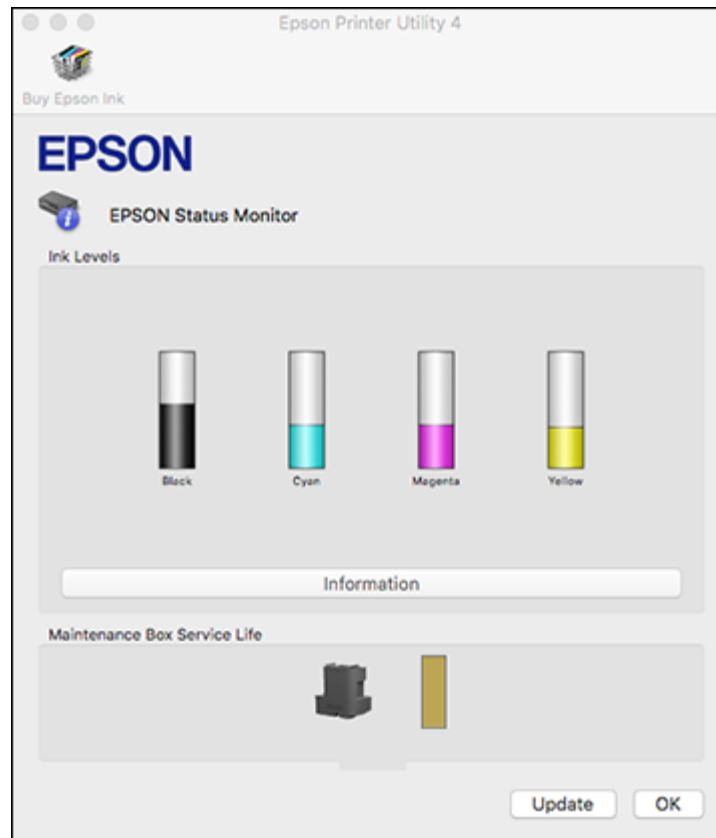 Epson Printer Utility 4
Buy Epson Ink
EPSON
EPSON Status Monitor
Ink Levels
Black Cyan Magenta Yellow
Information
Maintenance Box Service Life
Update OK